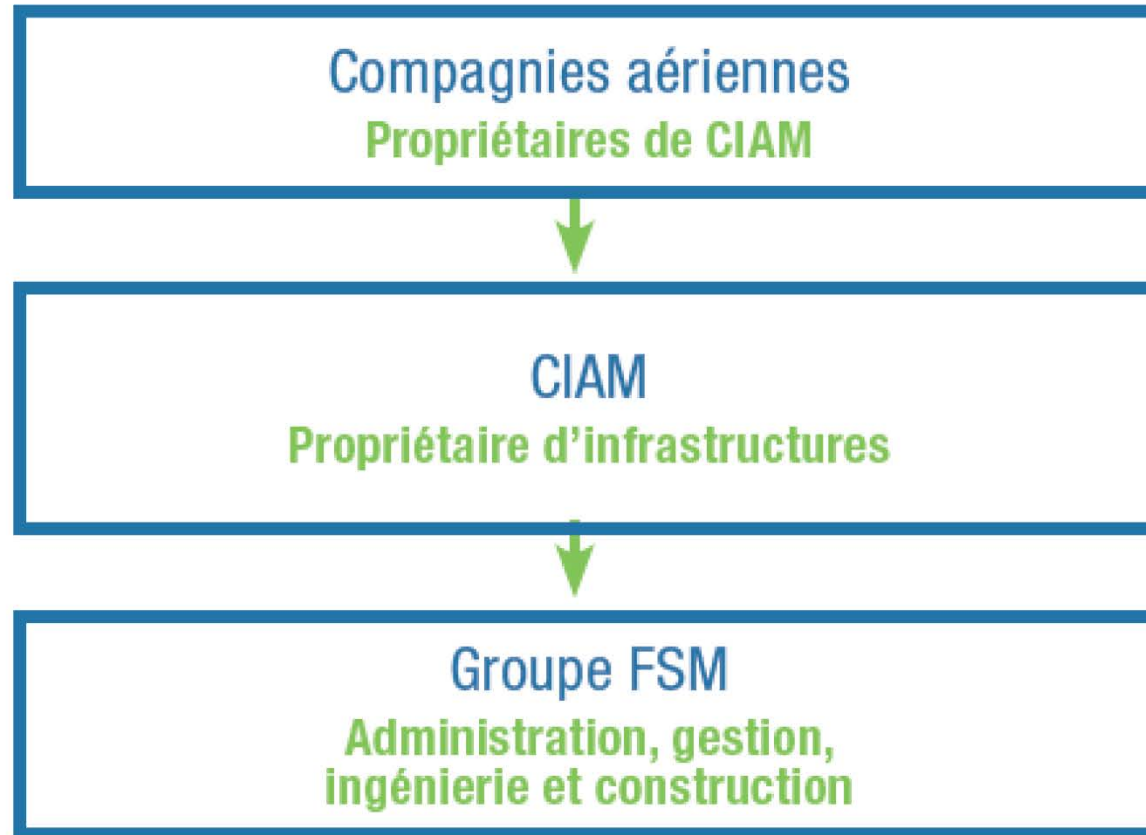 Compagnies aériennes
Propriétaires de CIAM
CIAM
Propriétaire d’infrastructures
Groupe FSM
Administration, gestion,
ingénierie et construction